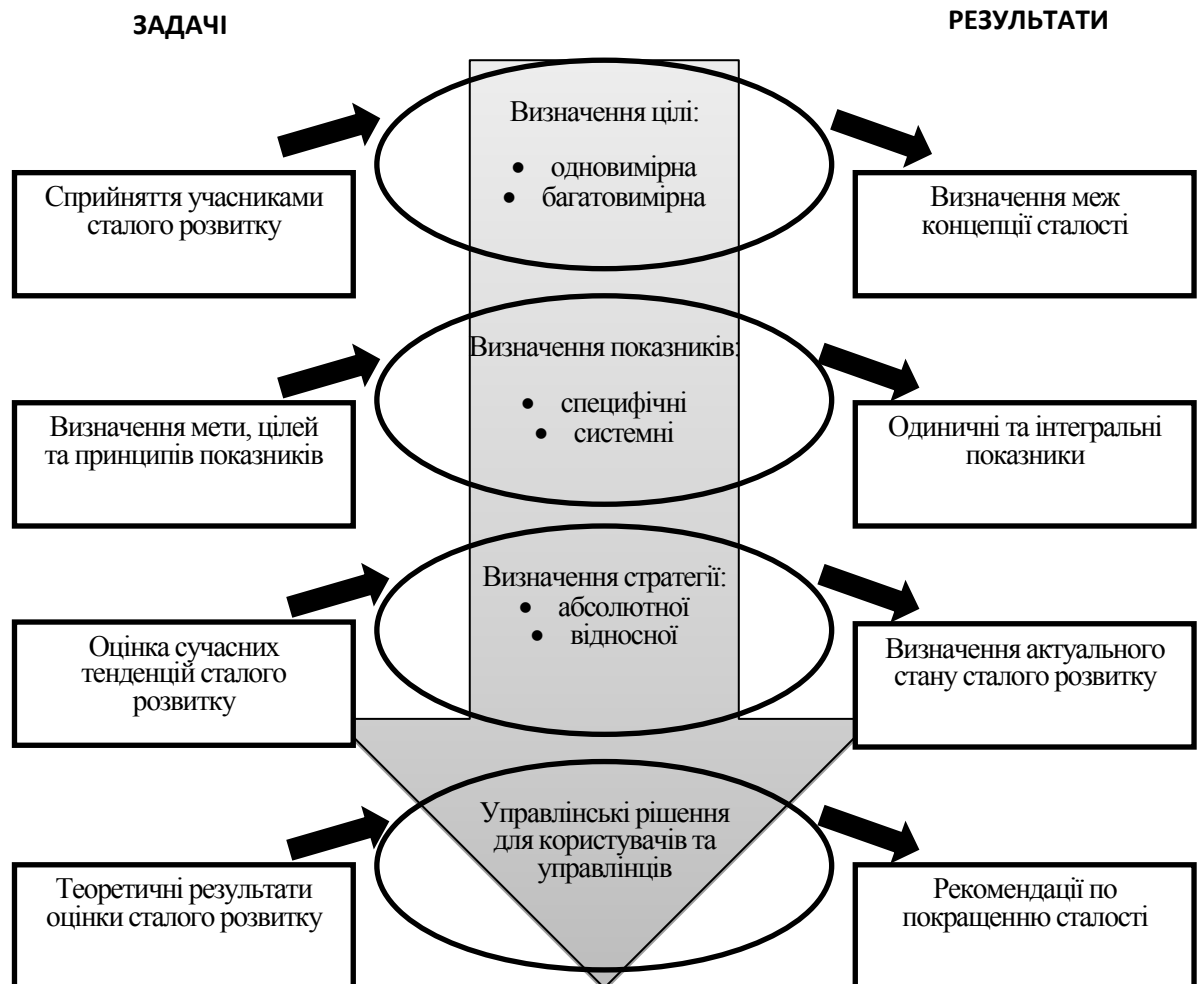 ЗАДАЧІ
РЕЗУЛЬТАТИ
Визначення цілі:
• одновимірна
• багатовимірна
Сприйняття учасниками
сталого розвитку
Визначення меж
концепції сталості
Визначення показників:
• специфічні
• системні
Визначення мети, цілей
та принципів показників
Одиничні та інтегральні
показники
Визначення стратегії:
• абсолютної
• відносної
Оцінка сучасних
тенденцій сталого
розвитку
Визначення актуального
стану сталого розвитку
Управлінські рішення
для користувачів та
управлінців
Теоретичні результати
оцінки сталого розвитку
Рекомендації по
покращенню сталості